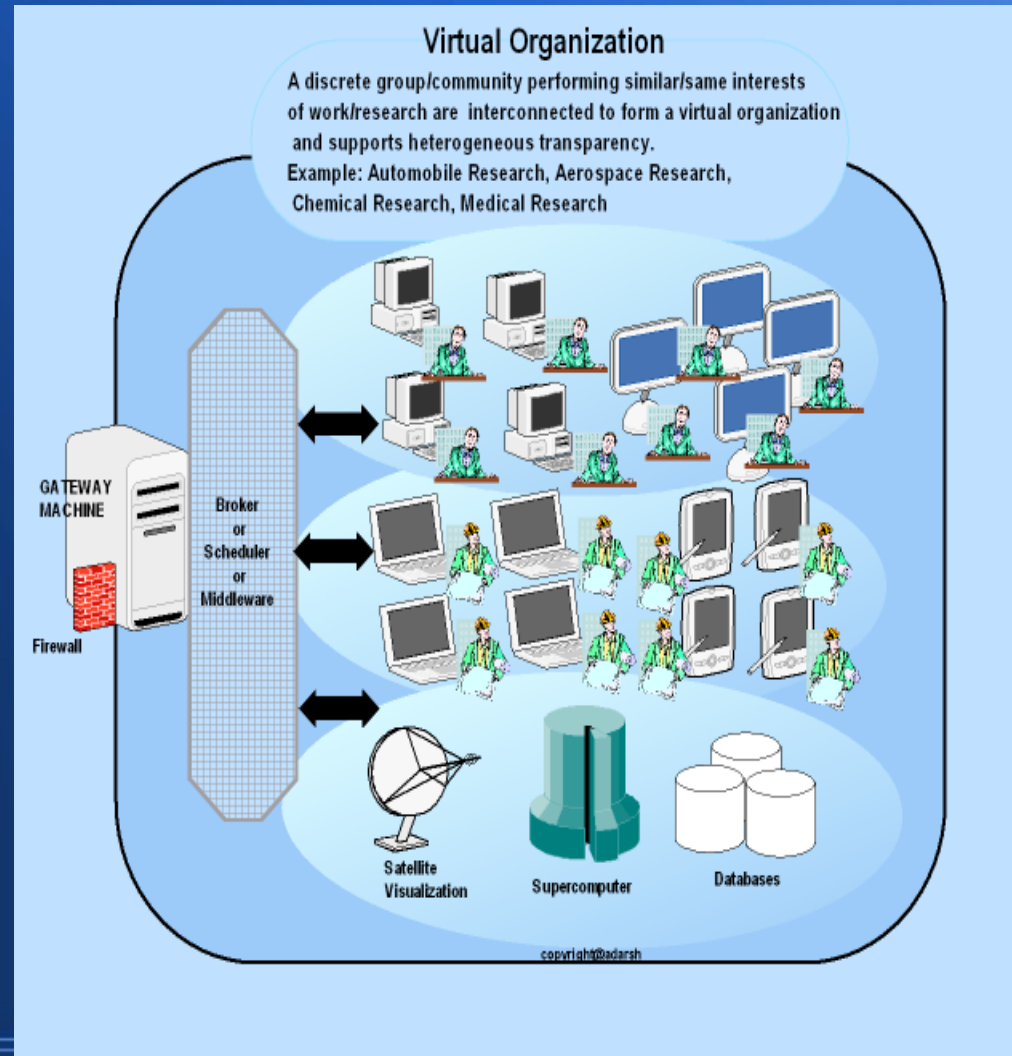 Virtual Organization
A discrete group/community performing similar/same interests
of work/research are interconnected to form a virtual organization
and supports heterogeneous transparency.
Example: Automobile Research, Aerospace Research,
Chemical Research, Medical Research
GATEWAY
MACHINE
Firewall
Broker
or
Scheduler
or
Middleware
Satellite
Visualization
Supercomputer
Databases
copyright@adarsh